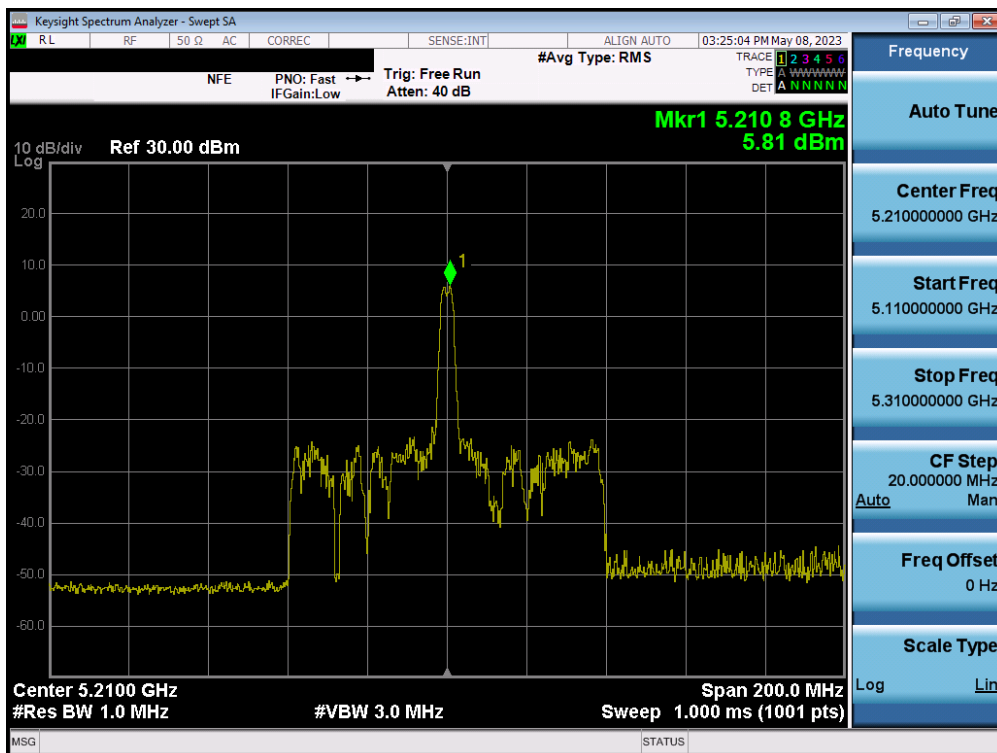 Keysight Spectrum Analyzer - Swept SA
LXI RL RF 50 Ω AC CORREC SENSE:INT ALIGN AUTO 03:25:04 PM May 08, 2023
NFE
PNO: Fast
IFGain:Low
Trig: Free Run
Atten: 40 dB
#Avg Type: RMS
TRACE 1 2 3 4 5 6
TYPE A WWWWW
DET A N N N N N
Mkr1 5.210 8 GHz
5.81 dBm
10 dB/div Ref 30.00 dBm
Log
20.0
10.0
0.00
-10.0
-20.0
-30.0
-40.0
-50.0
-60.0
1
Center 5.2100 GHz
Span 200.0 MHz
#Res BW 1.0 MHz
#VBW 3.0 MHz
Sweep 1.000 ms (1001 pts)
MSG
STATUS
Frequency
Auto Tune
Center Freq
5.210000000 GHz
Start Freq
5.110000000 GHz
Stop Freq
5.310000000 GHz
CF Step
20.000000 MHz
Auto Man
Freq Offset
0 Hz
Scale Type
Log Lin